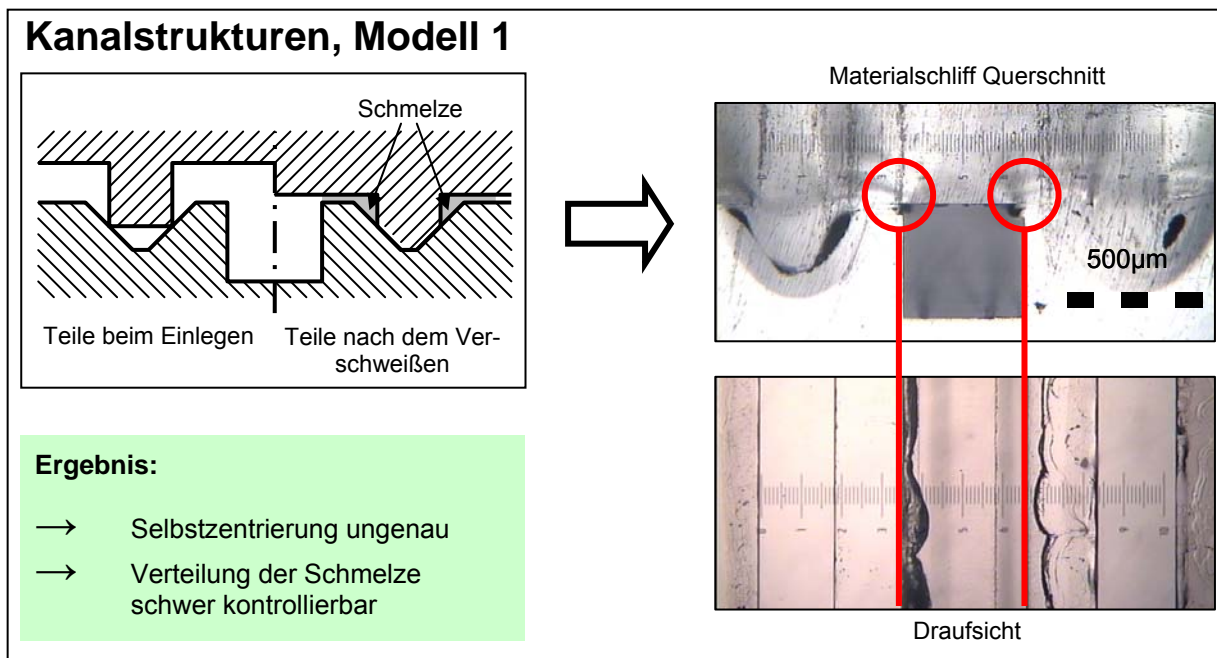 Kanalstrukturen, Modell 1
Schmelze
Teile beim Einlegen
Teile nach dem Ver-
schweißen
Ergebnis:
→ Selbstzentrierung ungenau
→ Verteilung der Schmelze
schwer kontrollierbar
Materialschliff Querschnitt
500µm
Draufsicht